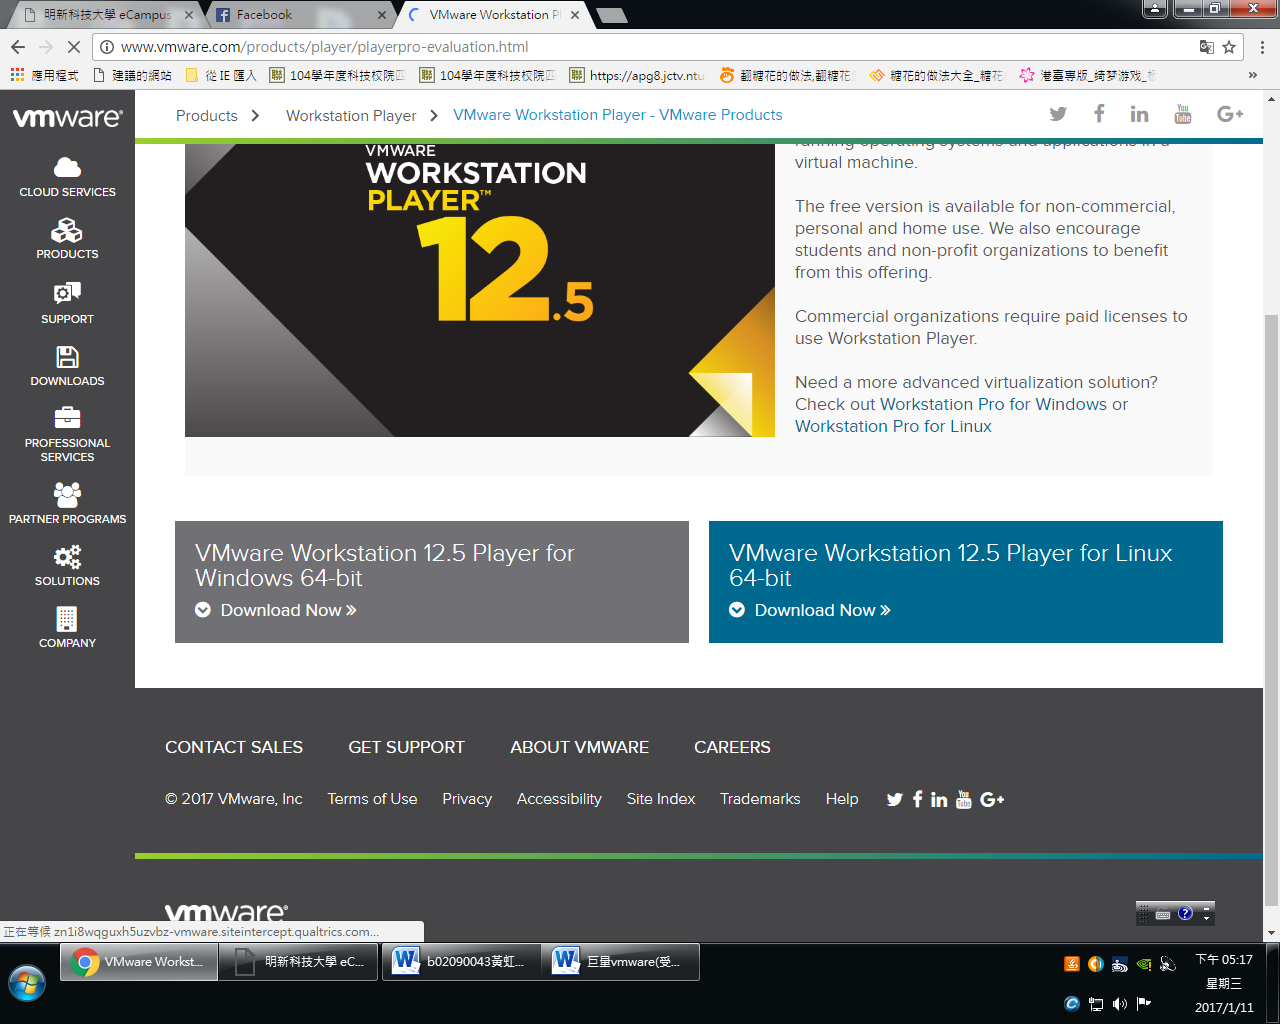 明新科技大學 eCampus
Facebook
VMware Workstation Pl
www.vmware.com/products/player/playerpro-evaluation.html
應用程式
建議的網站
從 IE 匯入
104學年度科技校院四
104學年度科技校院四
https://apg8.jctv.ntu
翻糖花的做法,翻糖花
糖花的做法大全_糖花
港臺專版_绮梦游戏_
vmware
Products
Workstation Player
VMware Workstation Player - VMware Products
CLOUD SERVICES
PRODUCTS
SUPPORT
DOWNLOADS
PROFESSIONAL
SERVICES
PARTNER PROGRAMS
SOLUTIONS
COMPANY
VMWARE
WORKSTATION
PLAYER™
12.5
running operating systems and applications in a
virtual machine.
The free version is available for non-commercial,
personal and home use. We also encourage
students and non-profit organizations to benefit
from this offering.
Commercial organizations require paid licenses to
use Workstation Player.
Need a more advanced virtualization solution?
Check out Workstation Pro for Windows or
Workstation Pro for Linux
VMware Workstation 12.5 Player for
Windows 64-bit
Download Now
VMware Workstation 12.5 Player for Linux
64-bit
Download Now
CONTACT SALES
GET SUPPORT
ABOUT VMWARE
CAREERS
© 2017 VMware, Inc
Terms of Use
Privacy
Accessibility
Site Index
Trademarks
Help
vmware
正在等候 zn1i8wqguxh5uzvbz-vmware.siteintercept.qualtrics.com...
VMware Workst...
明新科技大學 eC...
b02090043黃虹...
巨量vmware(受...
下午 05:17
星期三
2017/1/11